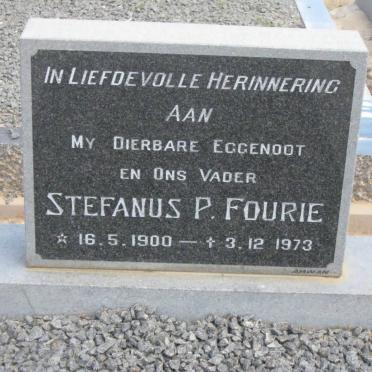 In Liefdevolle Herinnering
Aan
My Dierbare Eggenoot
en Ons Vader
Stefanus P. Fourie
☆ 16.5.1900 — ✝ 3.12 1973